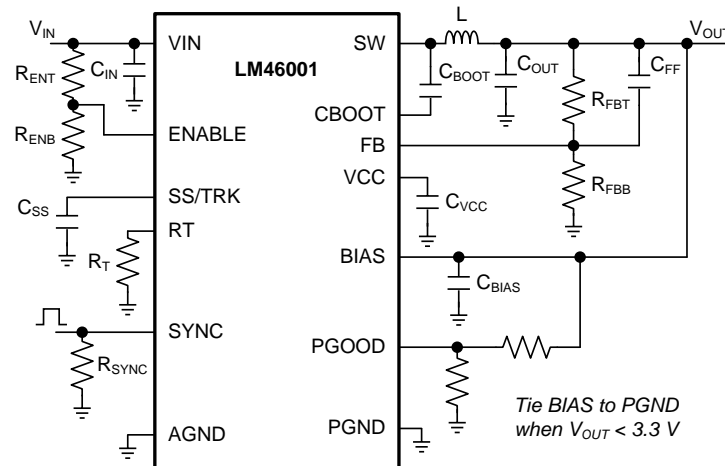 V_IN
VIN
SW
L
V_OUT
R_ENT
C_IN
LM46001
C_BOOT
C_OUT
C_FF
R_FBT
CBOOT
R_ENB
ENABLE
FB
VCC
R_FBB
SS/TRK
C_SS
C_VCC
RT
R_T
BIAS
C_BIAS
SYNC
PGOOD
R_SYNC
Tie BIAS to PGND
when V_OUT < 3.3 V
AGND
PGND